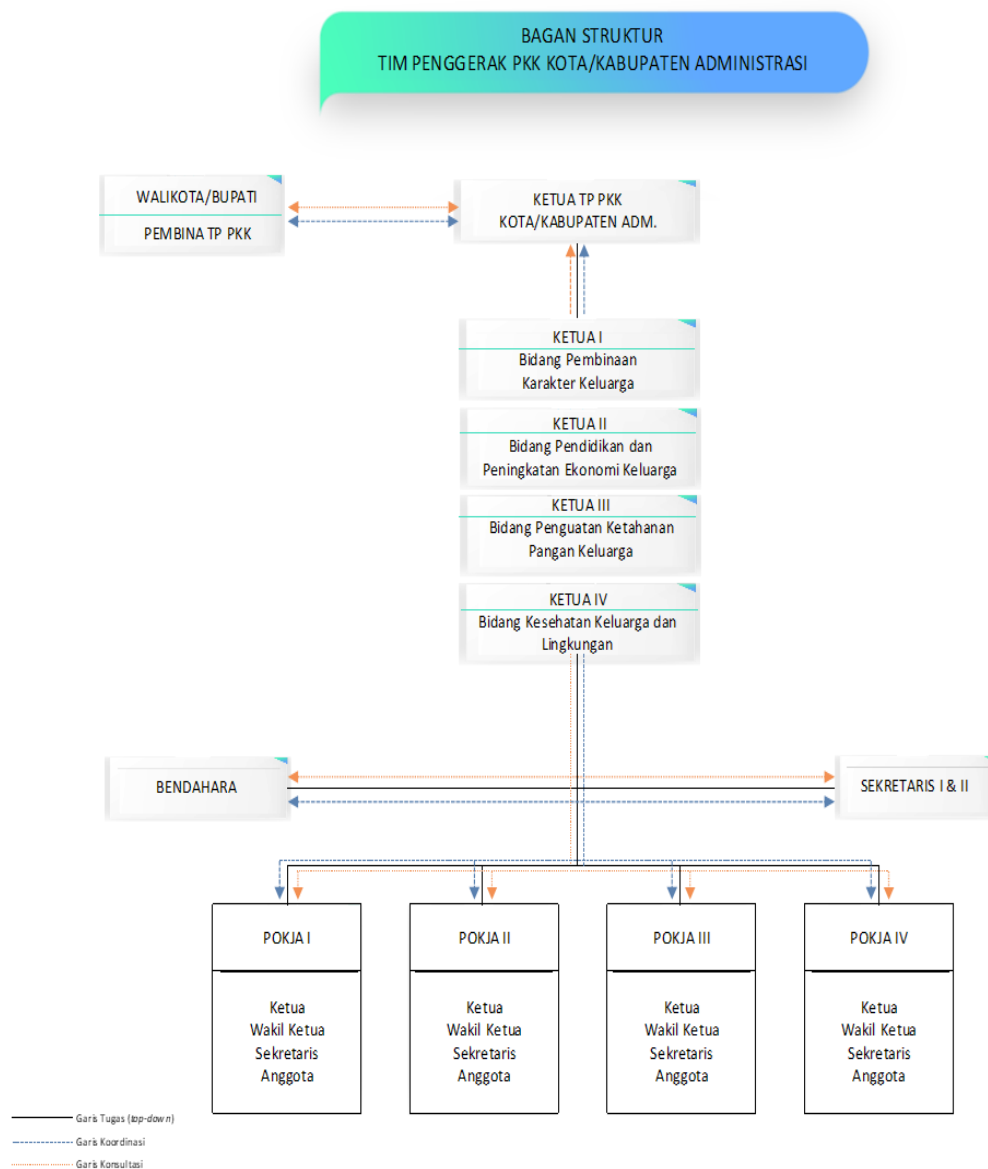 BAGAN STRUKTUR
TIM PENGGERAK PKK KOTA/KABUPATEN ADMINISTRASI
WALIKOTA/BUPATI
PEMBINA TP PKK
KETUA TP PKK
KOTA/KABUPATEN ADM.
KETUA I
Bidang Pembinaan
Karakter Keluarga
KETUA II
Bidang Pendidikan dan
Peningkatan Ekonomi Keluarga
KETUA III
Bidang Penguatan Ketahanan
Pangan Keluarga
KETUA IV
Bidang Kesehatan Keluarga dan
Lingkungan
BENDAHARA
SEKRETARIS I & II
POKJA I
Ketua
Wakil Ketua
Sekretaris
Anggota
POKJA II
Ketua
Wakil Ketua
Sekretaris
Anggota
POKJA III
Ketua
Wakil Ketua
Sekretaris
Anggota
POKJA IV
Ketua
Wakil Ketua
Sekretaris
Anggota
Garis Tugas (top-down)
Garis Koordinasi
Garis Konsultasi